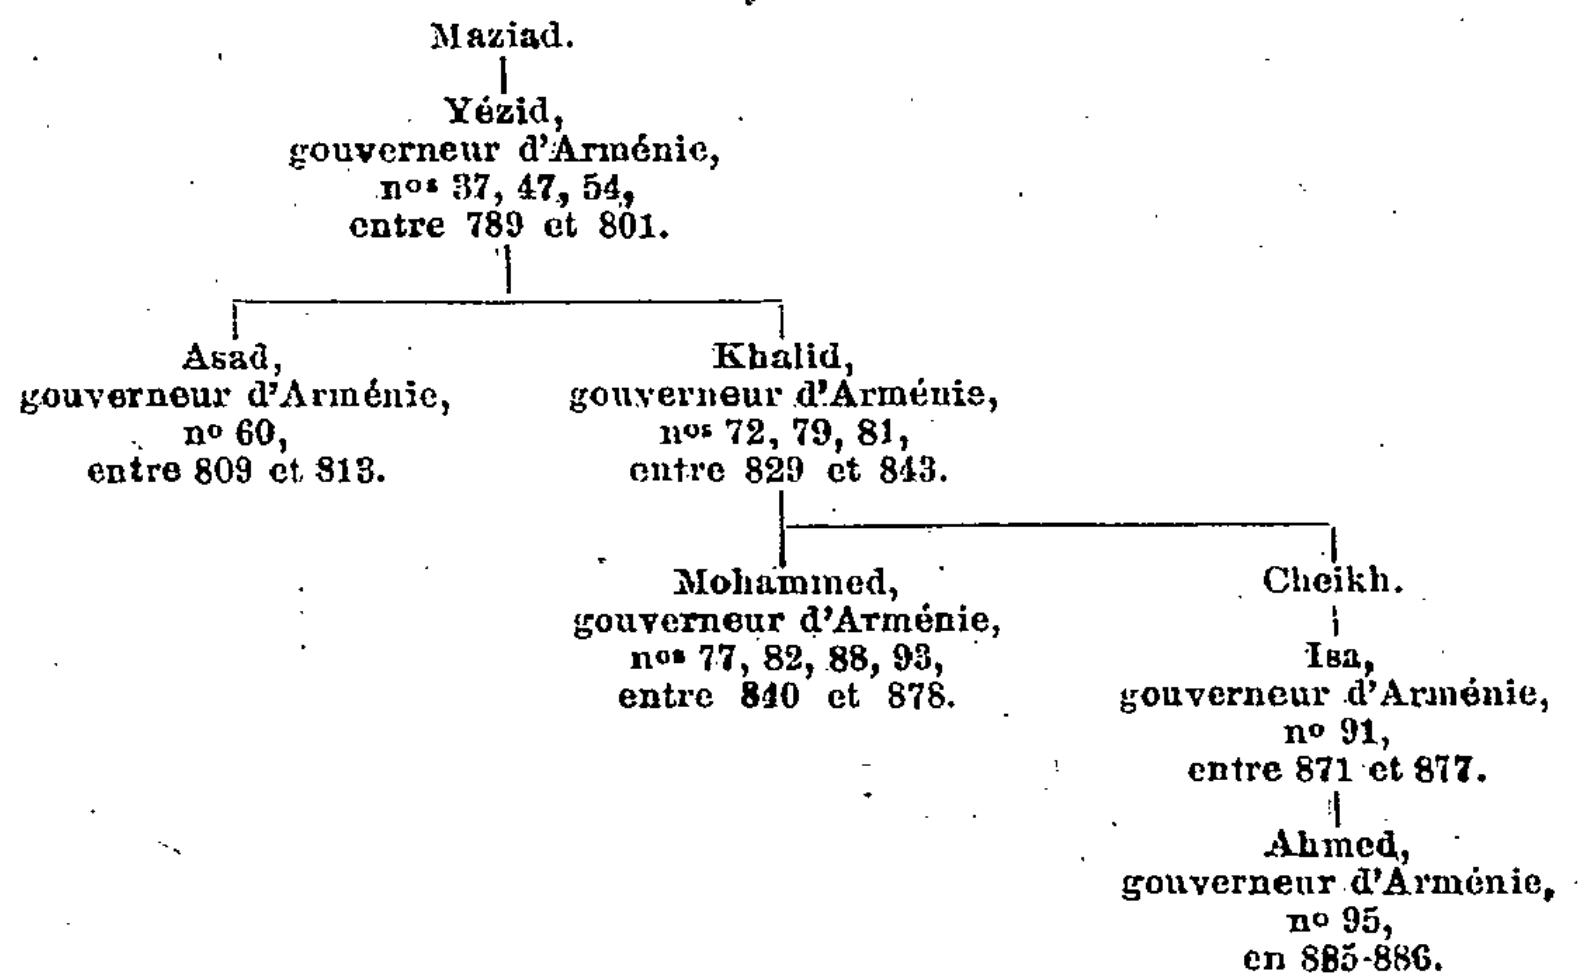 Maziad.
Yézid,
gouverneur d'Arménie,
nos 37, 47, 54,
entre 789 et 801.
Asad,
gouverneur d'Arménie,
no 60,
entre 809 et 813.
Khalid,
gouverneur d'Arménie,
nos 72, 79, 81,
entre 829 et 843.
Mohammed,
gouverneur d'Arménie,
nos 77, 82, 88, 93,
entre 840 et 878.
Cheikh.
Isa,
gouverneur d'Arménie,
no 91,
entre 871 et 877.
Ahmed,
gouverneur d'Arménie,
no 95,
en 885-886.